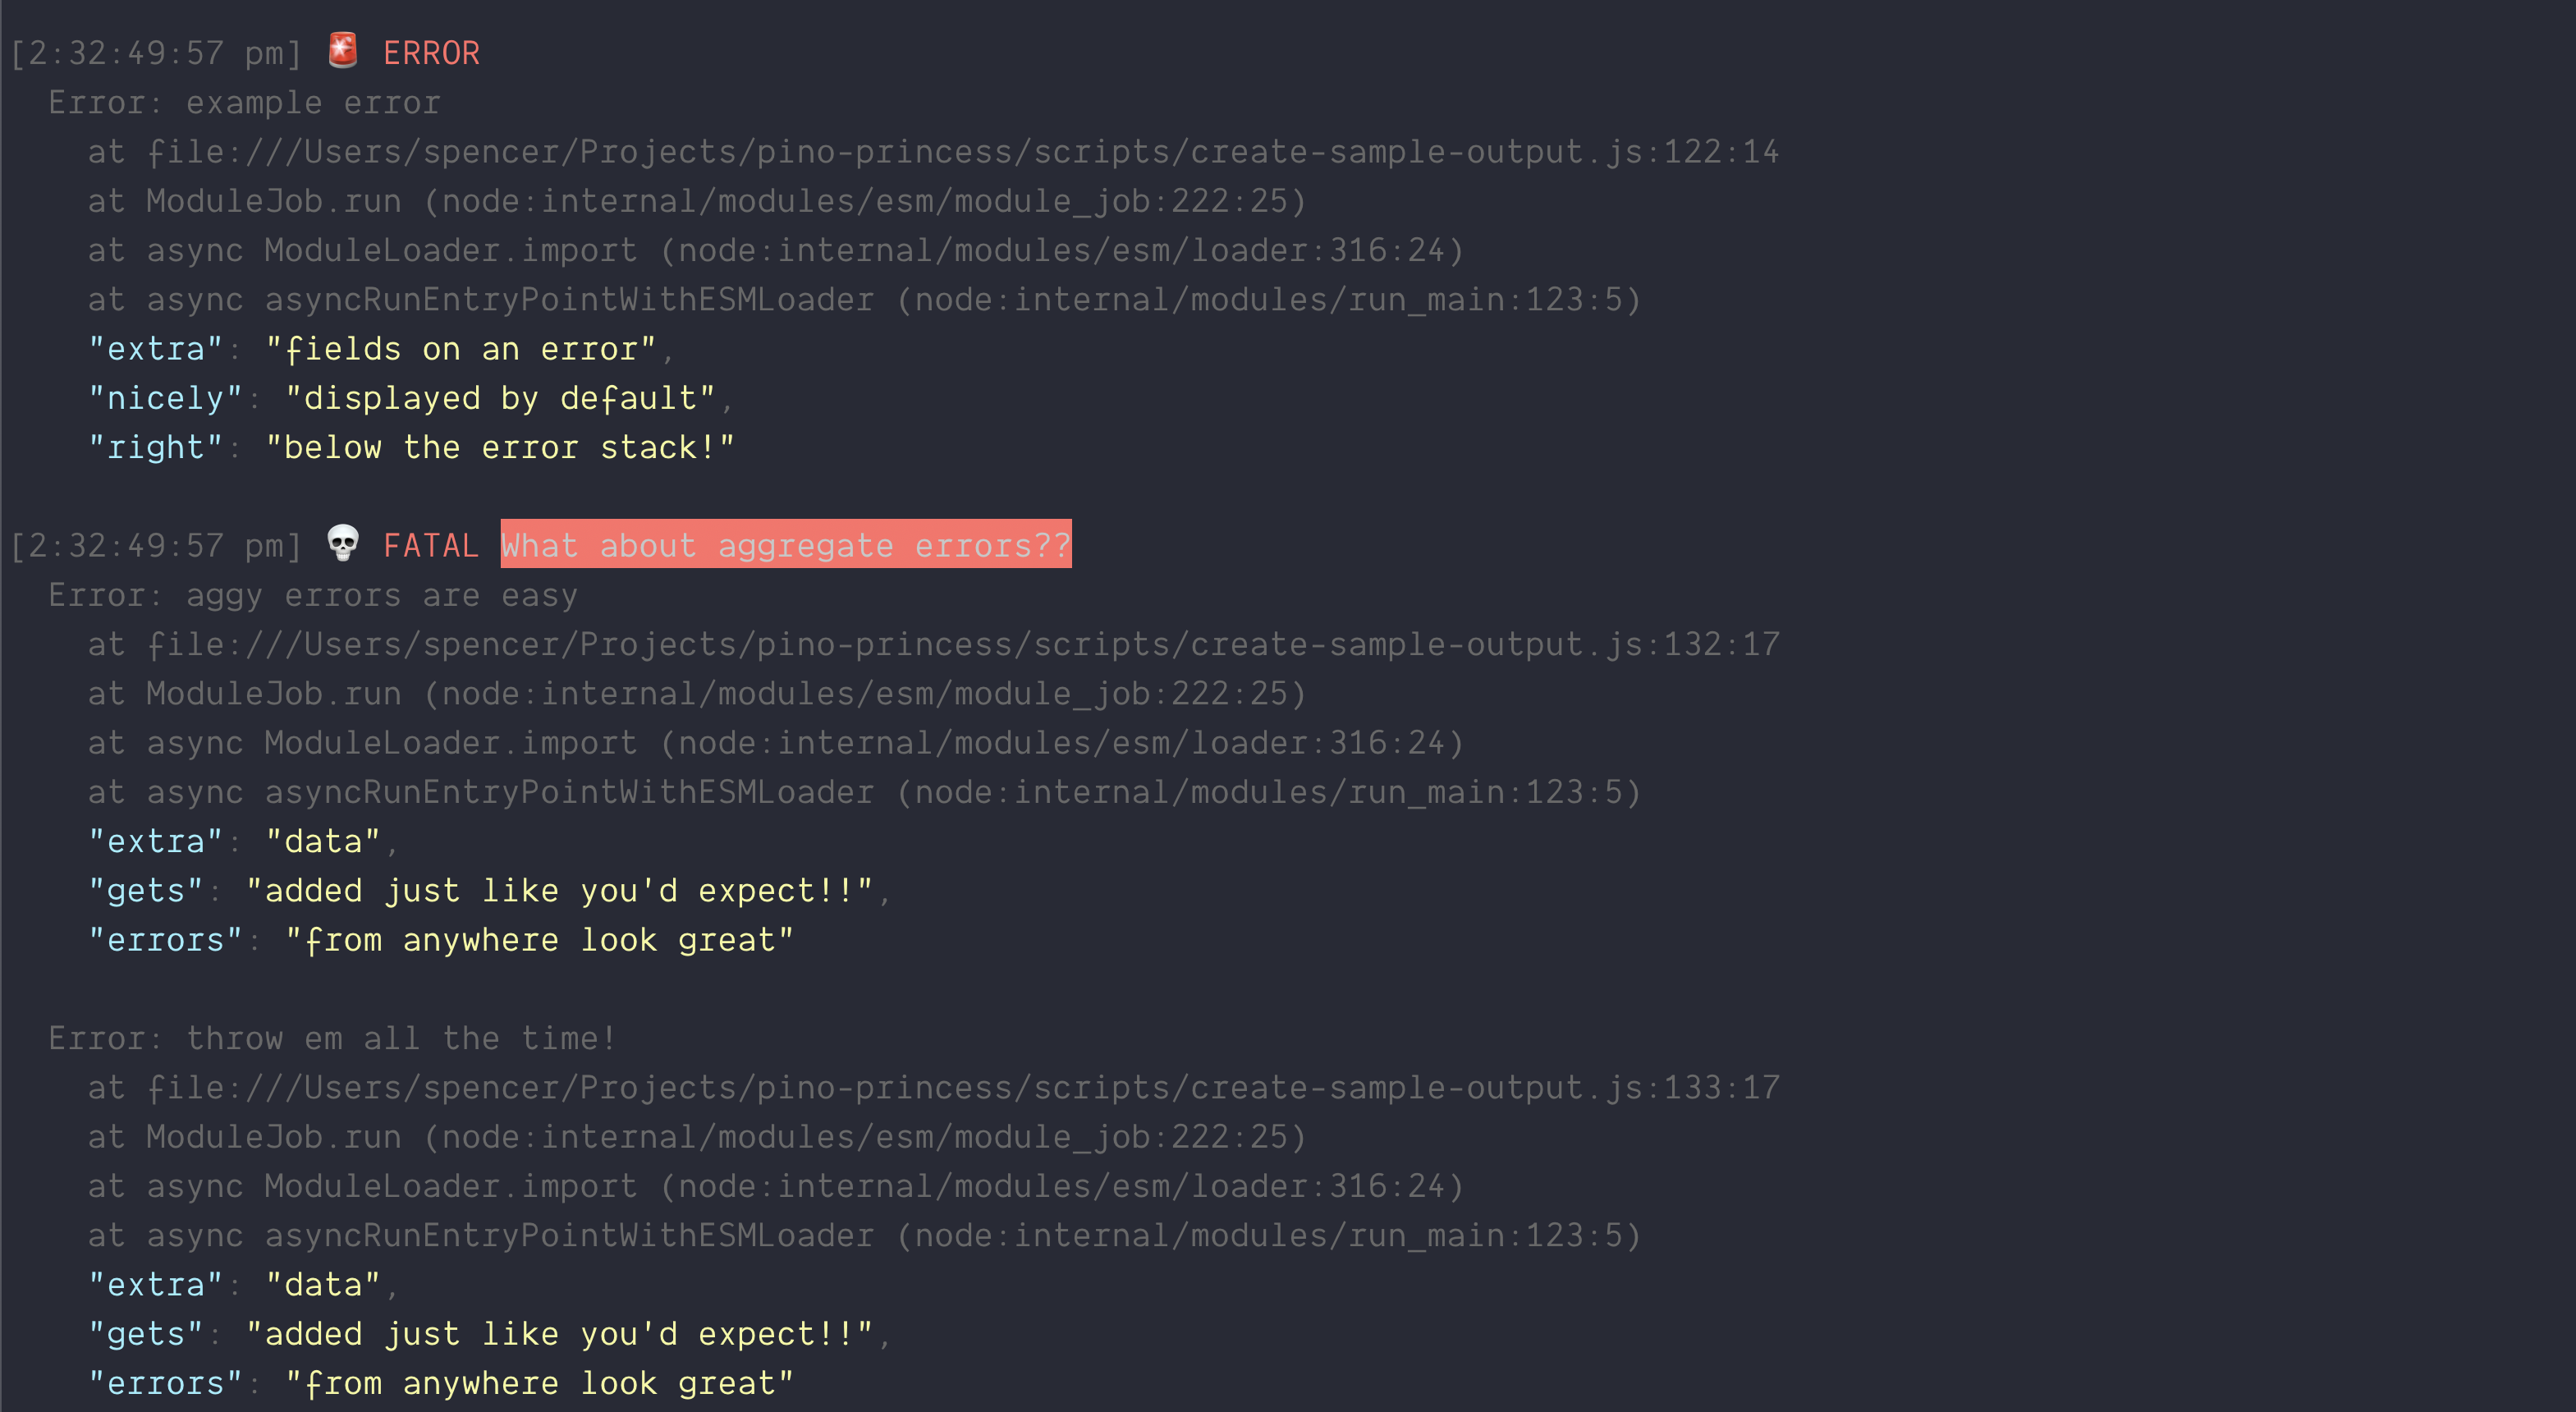 [2:32:49:57 pm] 🚨 ERROR
Error: example error
at file:///Users/spencer/Projects/pino-princess/scripts/create-sample-output.js:122:14
at ModuleJob.run (node:internal/modules/esm/module_job:222:25)
at async ModuleLoader.import (node:internal/modules/esm/loader:316:24)
at async asyncRunEntryPointWithESMLoader (node:internal/modules/run_main:123:5)
"extra": "fields on an error",
"nicely": "displayed by default",
"right": "below the error stack!"
[2:32:49:57 pm] 💀 FATAL What about aggregate errors??
Error: aggy errors are easy
at file:///Users/spencer/Projects/pino-princess/scripts/create-sample-output.js:132:17
at ModuleJob.run (node:internal/modules/esm/module_job:222:25)
at async ModuleLoader.import (node:internal/modules/esm/loader:316:24)
at async asyncRunEntryPointWithESMLoader (node:internal/modules/run_main:123:5)
"extra": "data",
"gets": "added just like you'd expect!!",
"errors": "from anywhere look great"
Error: throw em all the time!
at file:///Users/spencer/Projects/pino-princess/scripts/create-sample-output.js:133:17
at ModuleJob.run (node:internal/modules/esm/module_job:222:25)
at async ModuleLoader.import (node:internal/modules/esm/loader:316:24)
at async asyncRunEntryPointWithESMLoader (node:internal/modules/run_main:123:5)
"extra": "data",
"gets": "added just like you'd expect!!",
"errors": "from anywhere look great"